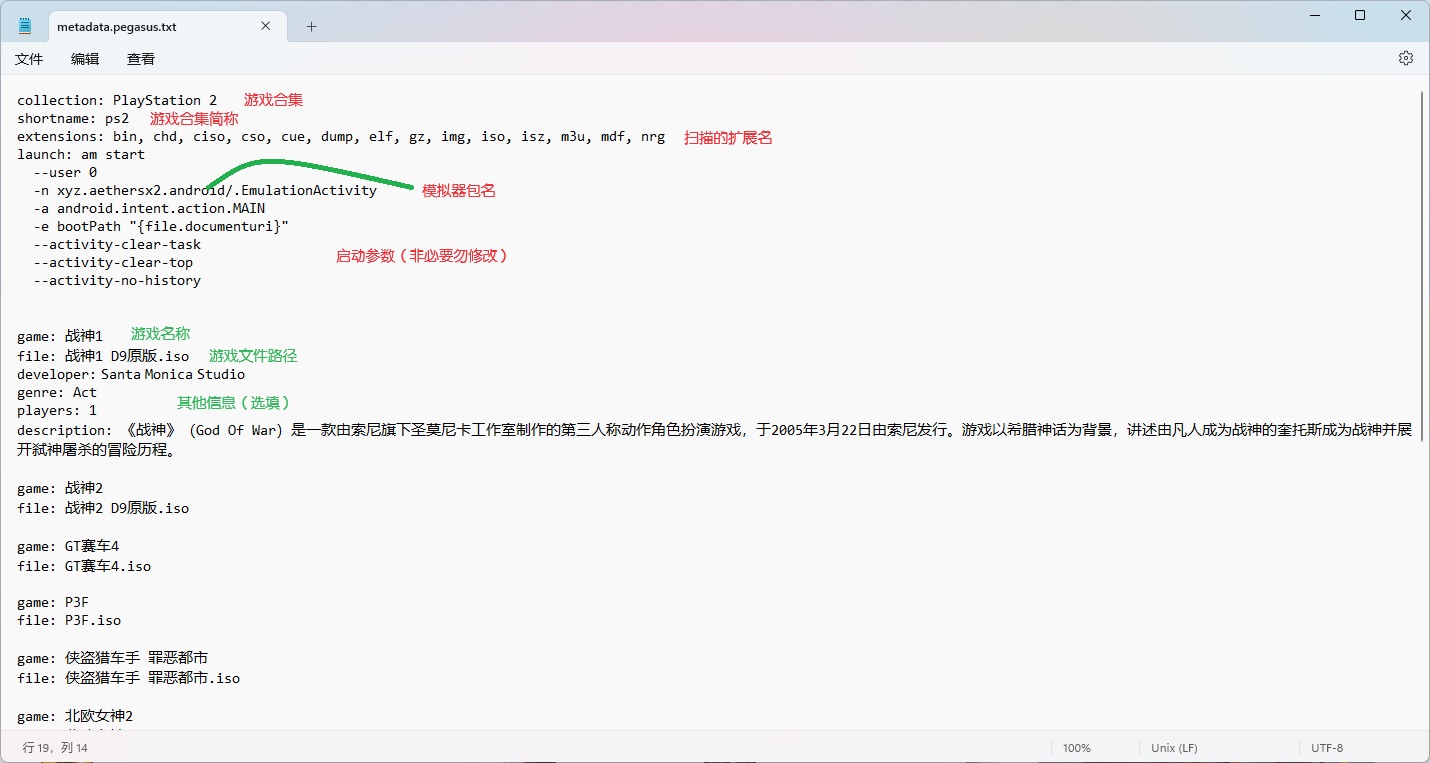 metadata.pegasus.txt
文件 编辑 查看
collection: PlayStation 2 游戏合集
shortname: ps2 游戏合集简称
extensions: bin, chd, ciso, cso, cue, dump, elf, gz, img, iso, isz, m3u, mdf, nrg 扫描的扩展名
launch: am start
--user 0
-n xyz.aethersx2.android/.EmulationActivity 模拟器包名
-a android.intent.action.MAIN
-e bootPath "{file.documenturi}"
--activity-clear-task
启动参数（非必要勿修改）
--activity-clear-top
--activity-no-history
game: 战神1 游戏名称
file: 战神1 D9原版.iso 游戏文件路径
developer: Santa Monica Studio
genre: Act
其他信息（选填）
players: 1
description: 《战神》（God Of War）是一款由索尼旗下圣莫尼卡工作室制作的第三人称动作角色扮演游戏，于2005年3月22日由索尼发行。游戏以希腊神话为背景，讲述由凡人成为战神的奎托斯成为战神并展
开弑神屠杀的冒险历程。
game: 战神2
file: 战神2 D9原版.iso
game: GT赛车4
file: GT赛车4.iso
game: P3F
file: P3F.iso
game: 侠盗猎车手 罪恶都市
file: 侠盗猎车手 罪恶都市.iso
game: 北欧女神2
行 19，列 14 100% Unix (LF) UTF-8